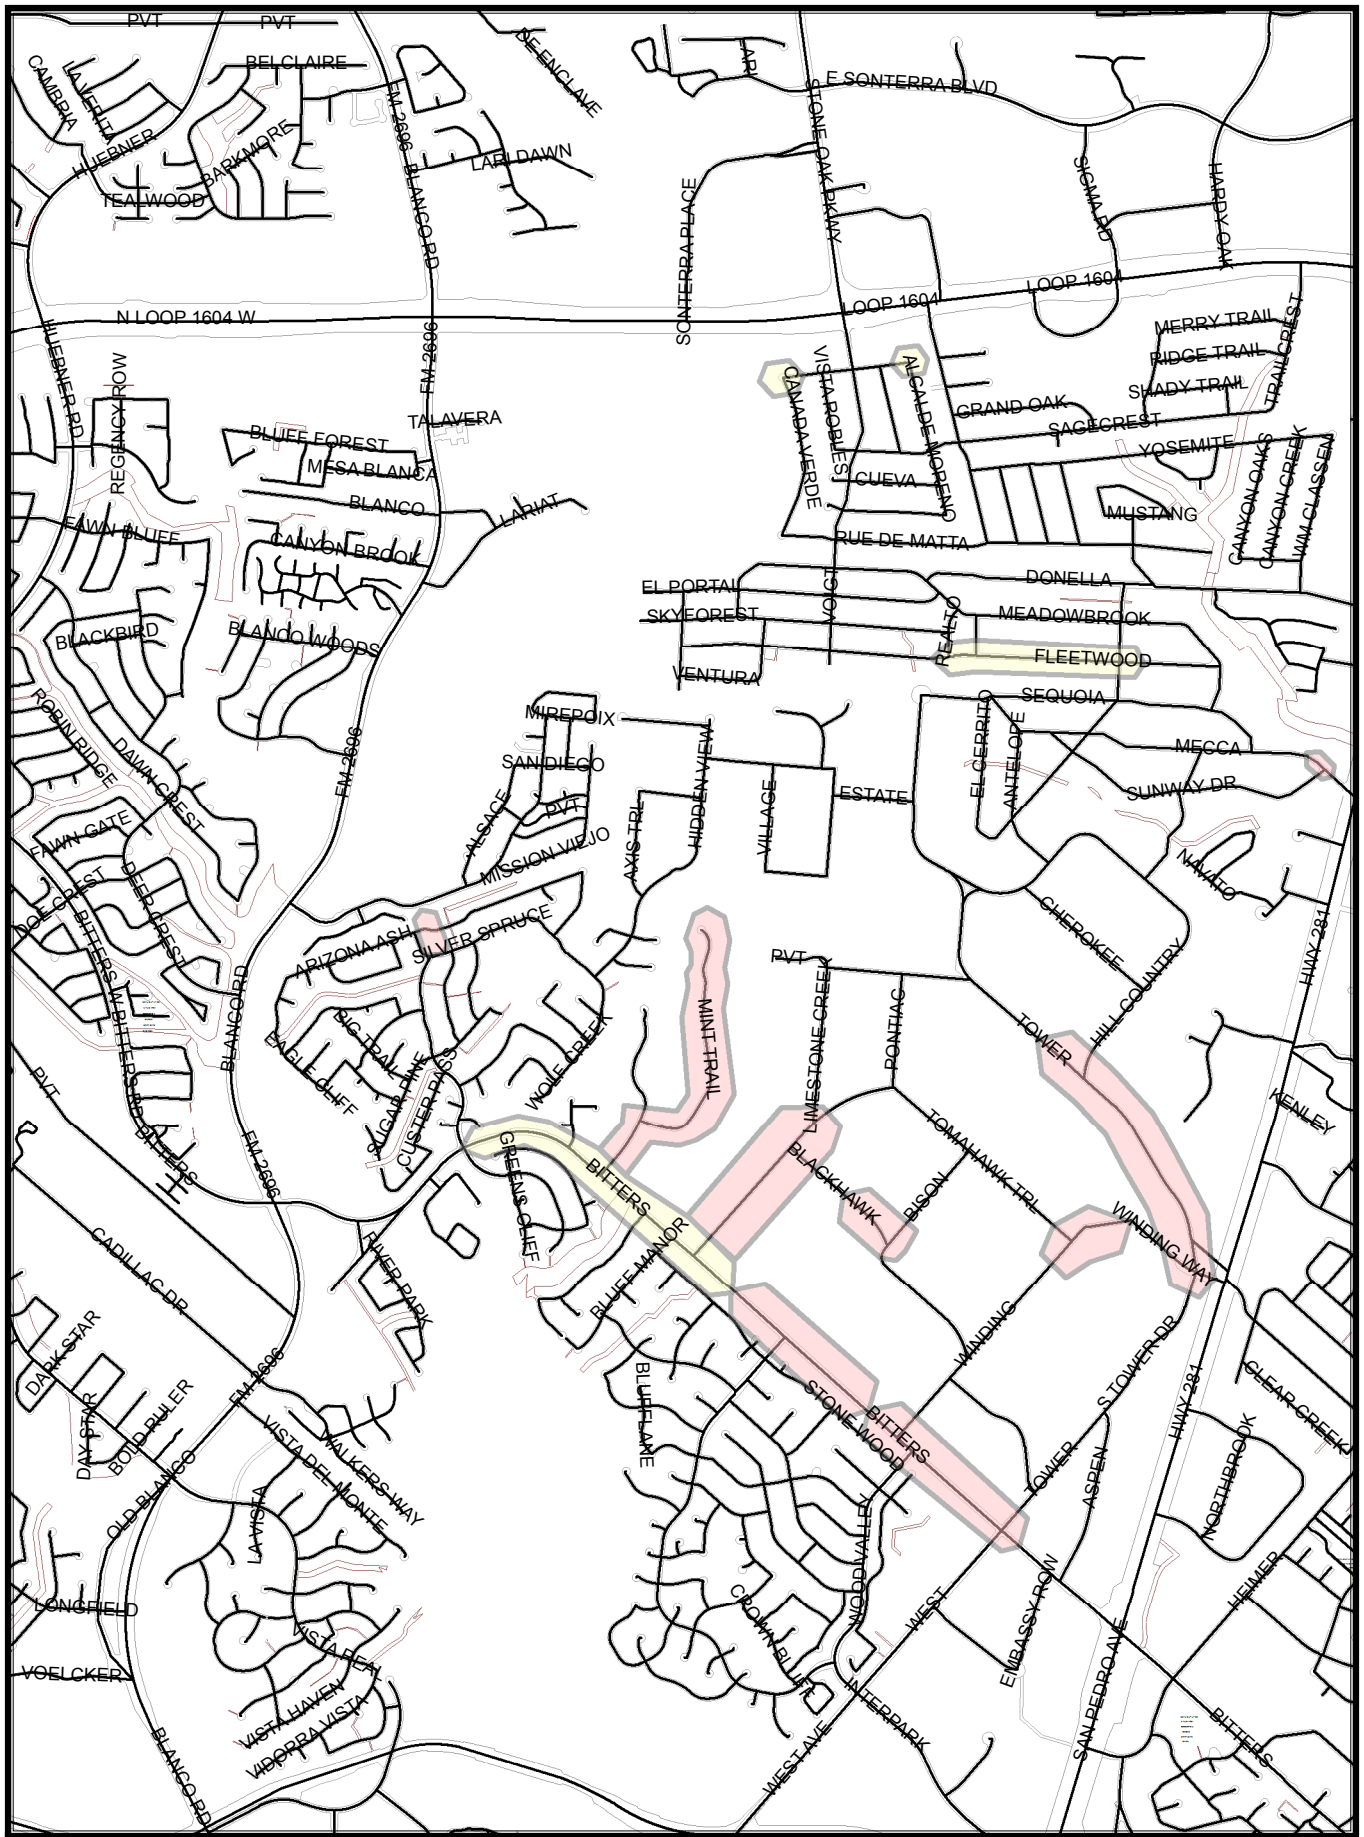 PVT
PVT
DE ENCLAVE
BELCLAIRE
CAMBRIA
LA VERITA
E SONTERRA BLVD
STONE OAK PKWY
FM 2696
HUEBNER
BARKMORE
LARI DAWN
TEALWOOD
BLANCO RD
SONTERRA PLACE
SIGMA RD
HARDY OAK
LOOP 1604
LOOP 1604
N LOOP 1604 W
HUEBNER RD
FM 2696
MERRY TRAIL
RIDGE TRAIL
SHADY TRAIL
TRAILCREST
REGENCY ROW
CANADA VERDE
VISTA ROBLES
ALCALDE MORENO
GRAND OAK
SAGECREST
YOSEMITE
TALAVERA
BLUFF FOREST
MESA BLANCA
BLANCO
LARIAT
CUEVA
MUSTANG
CANYON OAKS
CANYON CREEK
WM CLASSEN
FAWN BLUFF
CANYON BROOK
RUE DE MATTA
EL PORTAL
SKYFOREST
VOIGT
DONELLA
MEADOWBROOK
REALTO
FLEETWOOD
BLACKBIRD
BLANCO WOODS
VENTURA
SEQUOIA
ROBIN RIDGE
DAWN CREST
FM 2696
MIREPOIX
SAN DIEGO
HIDDEN VIEW
EL CERRITO
ANTELOPE
MECCA
SUNWAY DR
ALSACE
PVT
MISSION VIEJO
AXIS TRL
VILLAGE
ESTATE
FAWN GATE
NAVATO
DOE CREST
DEER CREST
BITTERS
ARIZONA ASH
SILVER SPRUCE
CHEROKEE
HWY 281
HILL COUNTRY
PVT
LIMESTONE CREEK
PONTIAC
TOWER
MINT TRAIL
BLANCO RD
W BITTERS RD
BIG TRAIL
EAGLE CLIFF
SUGAR PINE
CUSTER PASS
WOLF CREEK
PVT
KENLEY
BITTERS
FM 2696
GREENS CLIFF
BITTERS
BLACKHAWK
BISON
TOMAHAWK TRL
WINDING WAY
CADILLAC DR
RIVER PARK
BLUFF MANOR
WINDING
S TOWER DR
DARK STAR
FM 2696
BLUFFLANE
STONE WOOD
BITTERS
HWY 281
CLEAR CREEK
DAY STAR
BOLD RULER
OLD BLANCO
VISTA DEL MONTE
WALKERS WAY
TOWER
ASPEN
NORTHBROOK
LA VISTA
WOODVALLEY
LONGFIELD
CROWN BLUFF
WEST
EMBASSY ROW
HEIMER
VOELCKER
VISTA REAL
VISTA HAVEN
VIDORRA VISTA
BLANCO RD
WEST AVE
INTERPARK
SAN PEDRO AVE
BITTERS